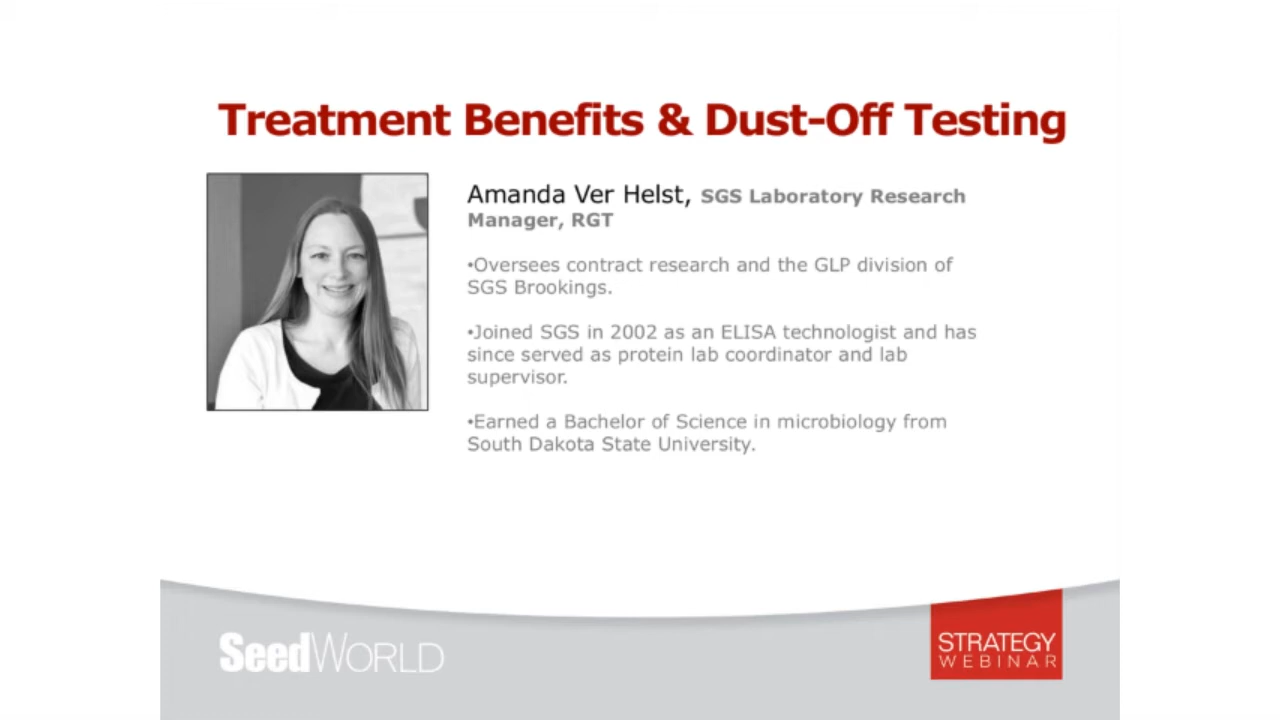 Treatment Benefits & Dust-Off Testing
Amanda Ver Helst, SGS Laboratory Research
Manager, RGT
•Oversees contract research and the GLP division of
SGS Brookings.
•Joined SGS in 2002 as an ELISA technologist and has
since served as protein lab coordinator and lab
supervisor.
•Earned a Bachelor of Science in microbiology from
South Dakota State University.
SeedWORLD
STRATEGY
WEBINAR